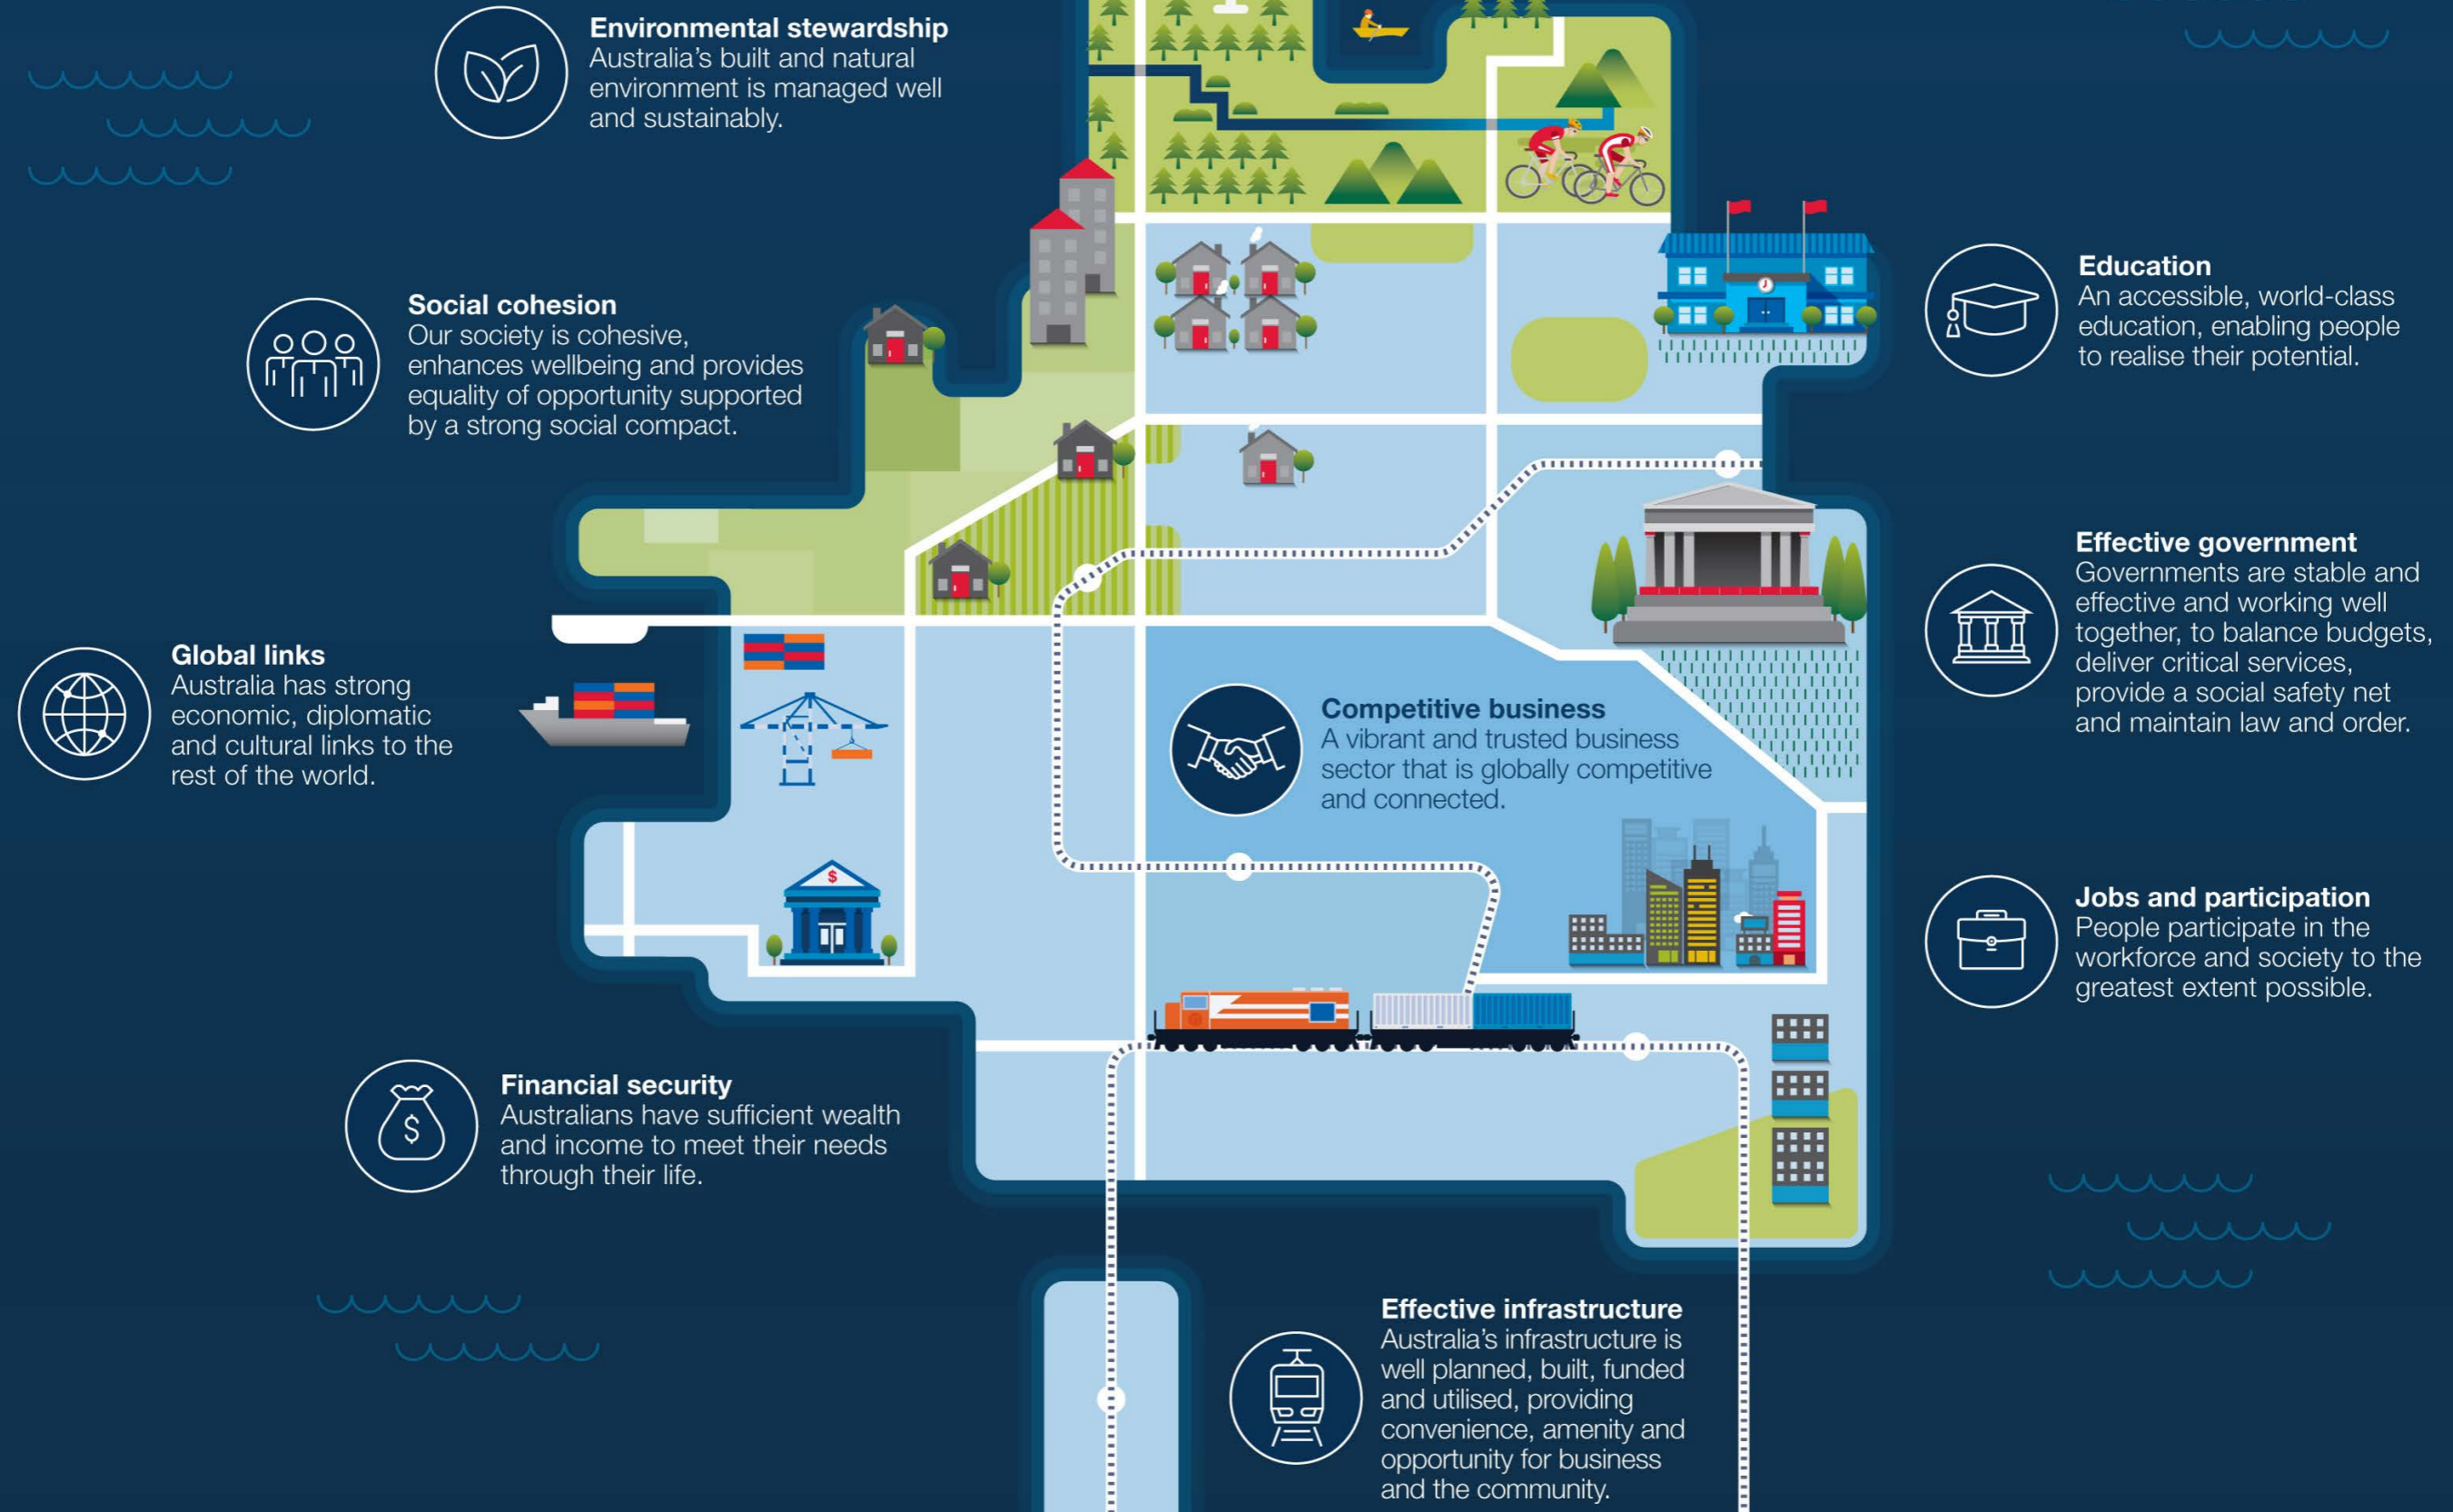 Environmental stewardship
Australia's built and natural
environment is managed well
and sustainably.
Social cohesion
Our society is cohesive,
enhances wellbeing and provides
equality of opportunity supported
by a strong social compact.
Education
An accessible, world-class
education, enabling people
to realise their potential.
Effective government
Governments are stable and
effective and working well
together, to balance budgets,
deliver critical services,
provide a social safety net
and maintain law and order.
Global links
Australia has strong
economic, diplomatic
and cultural links to the
rest of the world.
Competitive business
A vibrant and trusted business
sector that is globally competitive
and connected.
$
Jobs and participation
People participate in the
workforce and society to the
greatest extent possible.
Financial security
Australians have sufficient wealth
and income to meet their needs
through their life.
$
Effective infrastructure
Australia's infrastructure is
well planned, built, funded
and utilised, providing
convenience, amenity and
opportunity for business
and the community.